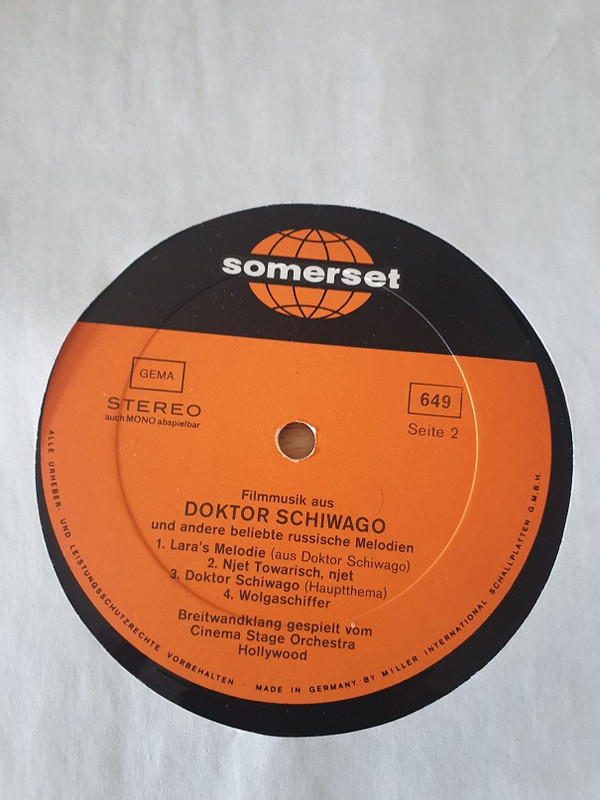 somerset
GEMA
STEREO
auch MONO abspielbar
649
Seite 2
Filmmusik aus
DOKTOR SCHIWAGO
und andere beliebte russische Melodien
1. Lara's Melodie (aus Doktor Schiwago)
2. Njet Towarisch, njet
3. Doktor Schiwago (Hauptthema)
4. Wolgaschiffer
Breitwandklang gespielt vom
Cinema Stage Orchestra
Hollywood
ALLE URHEBER- UND LEISTUNGSSCHUTZRECHTE VORBEHALTEN · MADE IN GERMANY BY MILLER INTERNATIONAL SCHALLPLATTEN G.M.B.H.